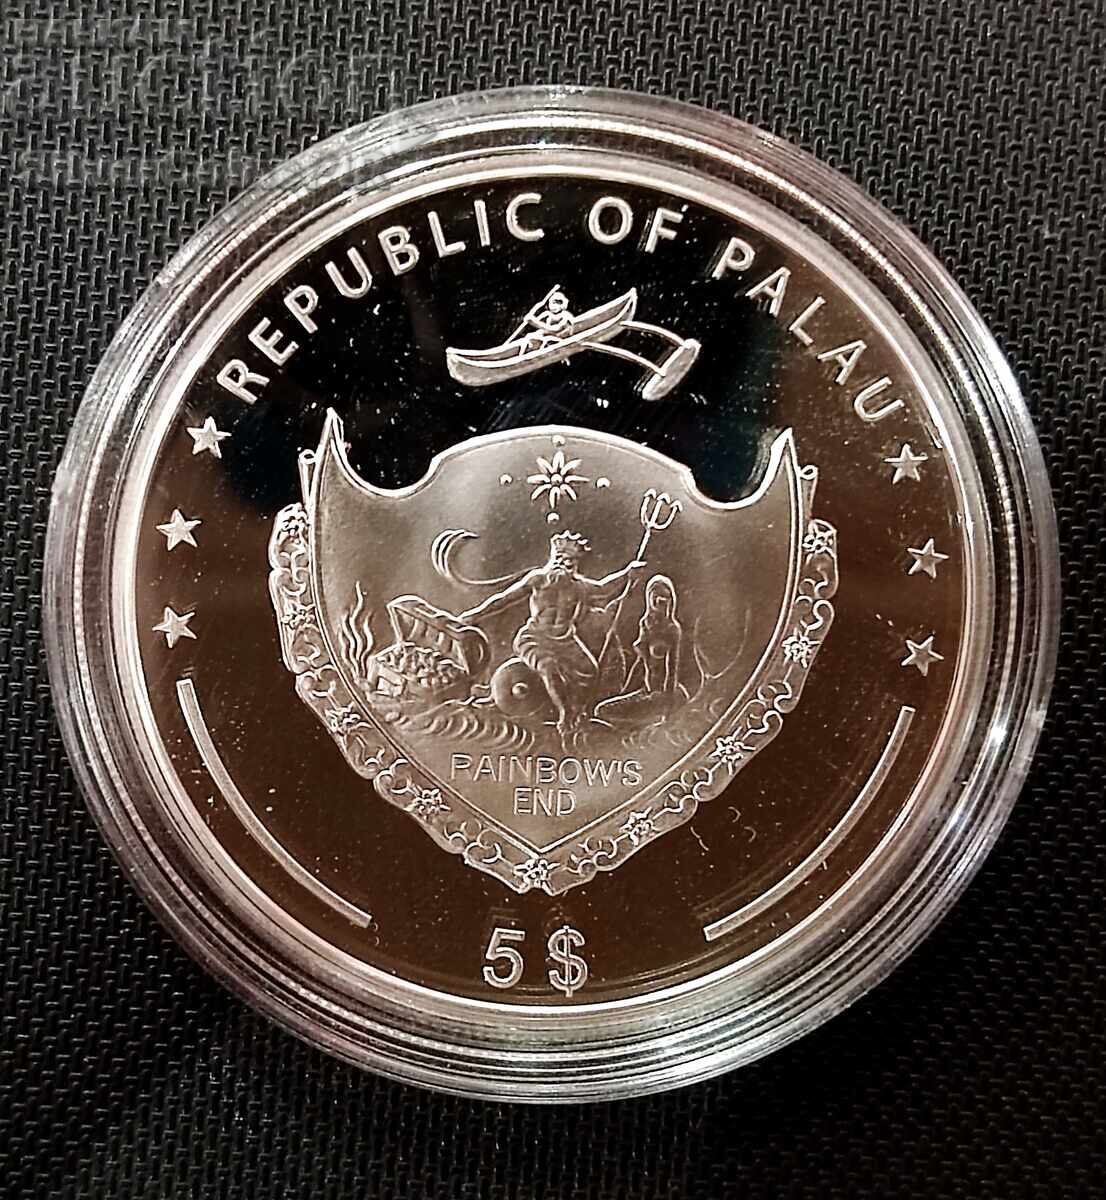 REPUBLIC OF PALAU
RAINBOW'S
END
5 $